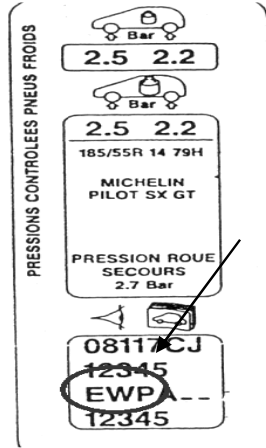 PRESSIONS CONTROLEES PNEUS FROIDS
Bar
2.5 2.2
Bar
2.5 2.2
185/55R 14 79H
MICHELIN
PILOT SX GT
PRESSION ROUE
SECOURS
2.7 Bar
08117CJ
12345
EWPA--
12345